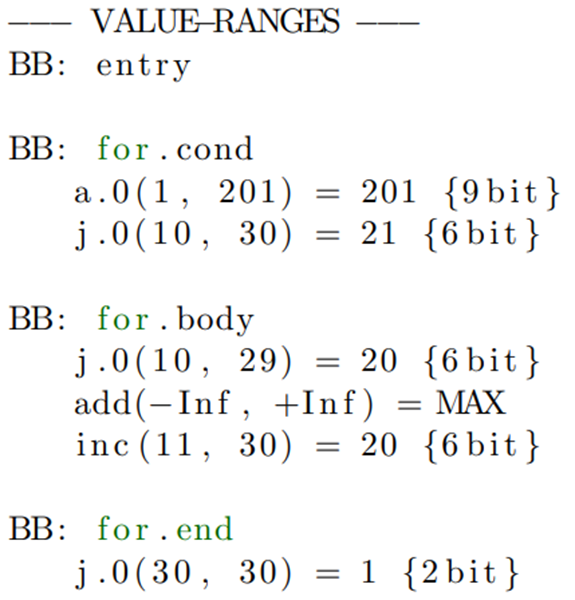 —— VALUE-RANGES ——
BB: entry
BB: for.cond
a.0(1, 201) = 201 {9bit}
j.0(10, 30) = 21 {6bit}
BB: for.body
j.0(10, 29) = 20 {6bit}
add(-Inf, +Inf) = MAX
inc(11, 30) = 20 {6bit}
BB: for.end
j.0(30, 30) = 1 {2bit}